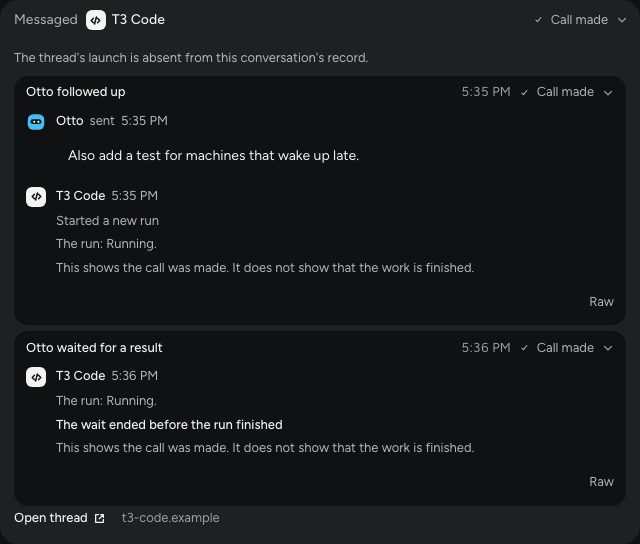 Messaged T3 Code Call made
The thread's launch is absent from this conversation's record.
Otto followed up 5:35 PM Call made
Otto sent 5:35 PM
Also add a test for machines that wake up late.
T3 Code 5:35 PM
Started a new run
The run: Running.
This shows the call was made. It does not show that the work is finished.
Raw
Otto waited for a result 5:36 PM Call made
T3 Code 5:36 PM
The run: Running.
The wait ended before the run finished
This shows the call was made. It does not show that the work is finished.
Raw
Open thread t3-code.example